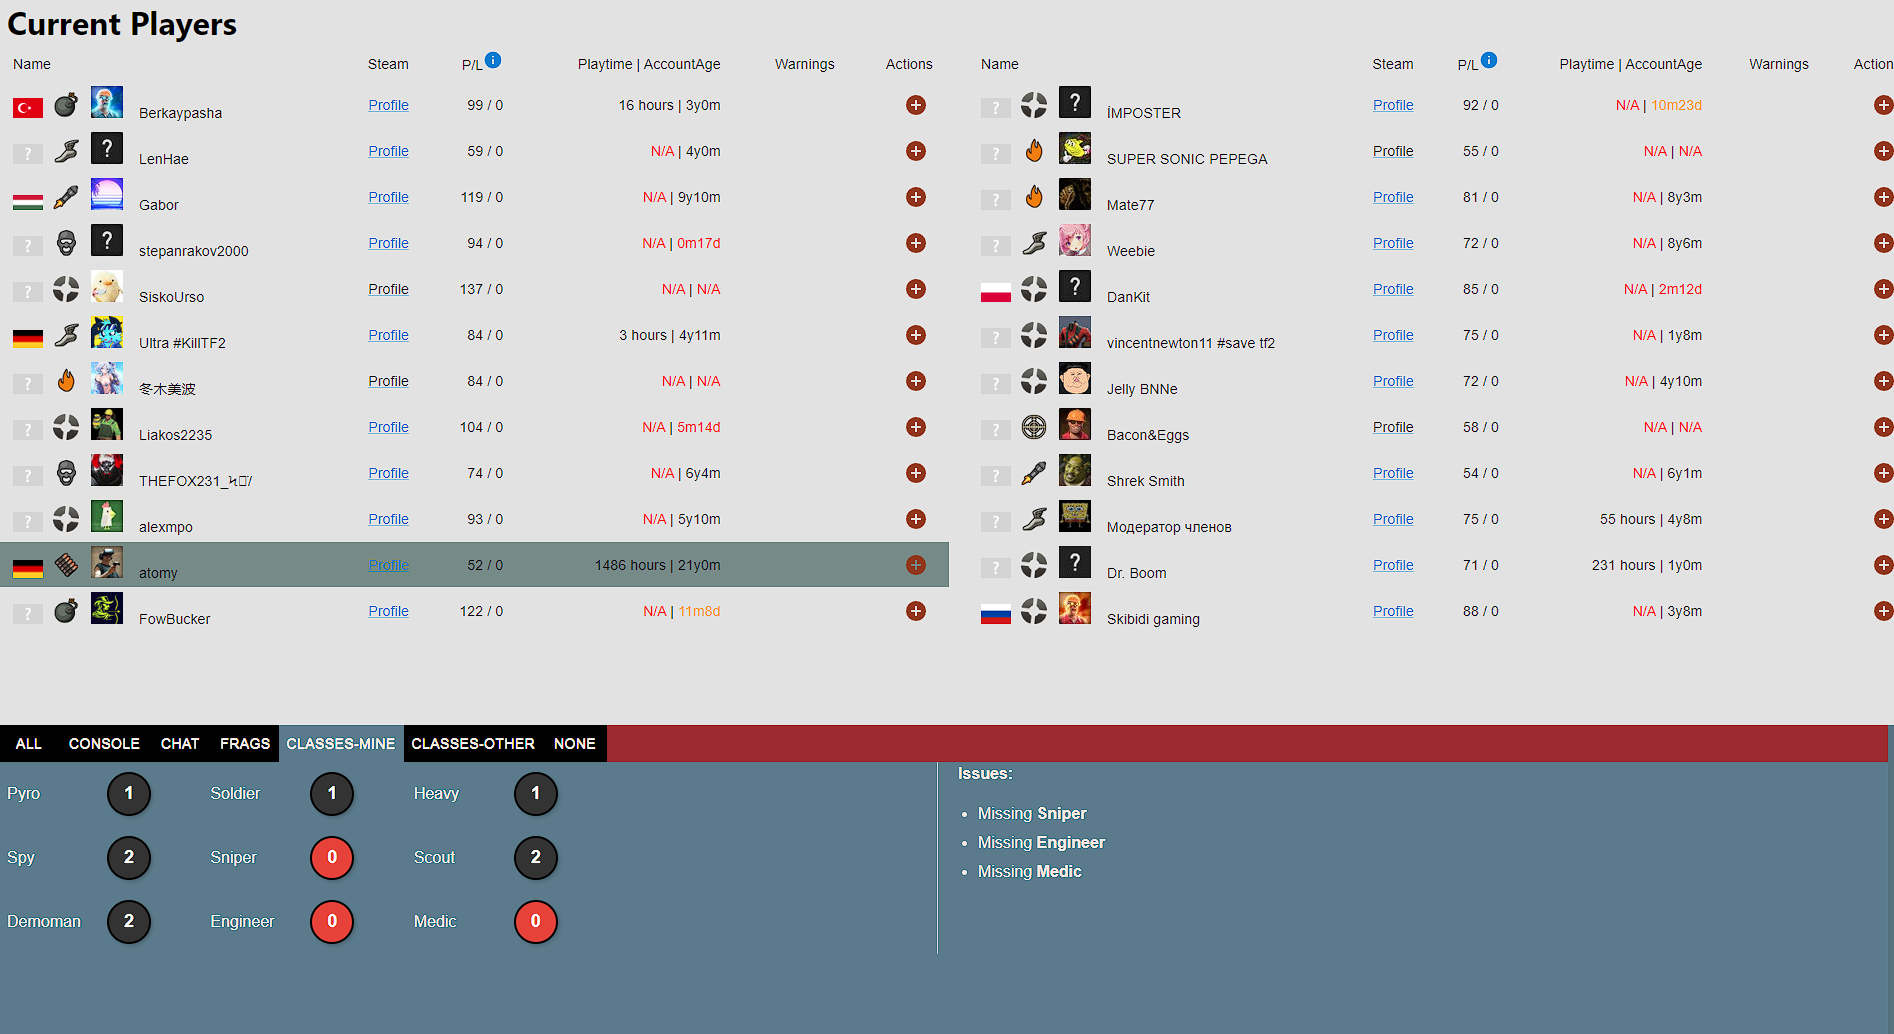 Current Players
Name Steam P/L i Playtime | AccountAge Warnings Actions
Berkaypasha Profile 99 / 0 16 hours | 3y0m
? ? LenHae Profile 59 / 0 N/A | 4y0m
Gabor Profile 119 / 0 N/A | 9y10m
? ? stepanrakov2000 Profile 94 / 0 N/A | 0m17d
? SiskoUrso Profile 137 / 0 N/A | N/A
Ultra #KillTF2 Profile 84 / 0 3 hours | 4y11m
? 冬木美波 Profile 84 / 0 N/A | N/A
? Liakos2235 Profile 104 / 0 N/A | 5m14d
? THEFOX231_ Profile 74 / 0 N/A | 6y4m
? alexmpo Profile 93 / 0 N/A | 5y10m
atomy Profile 52 / 0 1486 hours | 21y0m
? FowBucker Profile 122 / 0 N/A | 11m8d
Name Steam P/L i Playtime | AccountAge Warnings Action
? ? İMPOSTER Profile 92 / 0 N/A | 10m23d
? SUPER SONIC PEPEGA Profile 55 / 0 N/A | N/A
? Mate77 Profile 81 / 0 N/A | 8y3m
? Weebie Profile 72 / 0 N/A | 8y6m
? DanKit Profile 85 / 0 N/A | 2m12d
? vincentnewton11 #save tf2 Profile 75 / 0 N/A | 1y8m
? Jelly BNNe Profile 72 / 0 N/A | 4y10m
? Bacon&Eggs Profile 58 / 0 N/A | N/A
? Shrek Smith Profile 54 / 0 N/A | 6y1m
? Модератор членов Profile 75 / 0 55 hours | 4y8m
? ? Dr. Boom Profile 71 / 0 231 hours | 1y0m
Skibidi gaming Profile 88 / 0 N/A | 3y8m
ALL CONSOLE CHAT FRAGS CLASSES-MINE CLASSES-OTHER NONE
Pyro 1 Soldier 1 Heavy 1
Spy 2 Sniper 0 Scout 2
Demoman 2 Engineer 0 Medic 0
Issues:
• Missing Sniper
• Missing Engineer
• Missing Medic